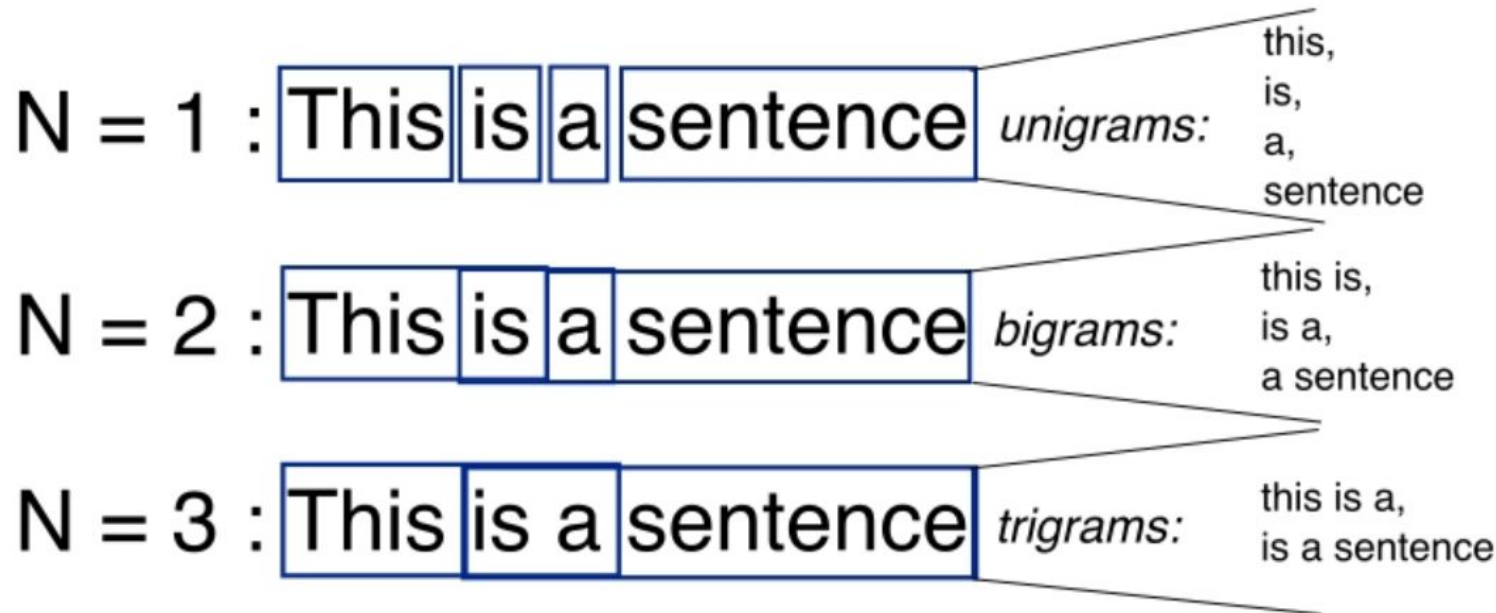 N = 1 : This is a sentence unigrams:
this,
is,
a,
sentence
N = 2 : This is a sentence bigrams:
this is,
is a,
a sentence
N = 3 : This is a sentence trigrams:
this is a,
is a sentence